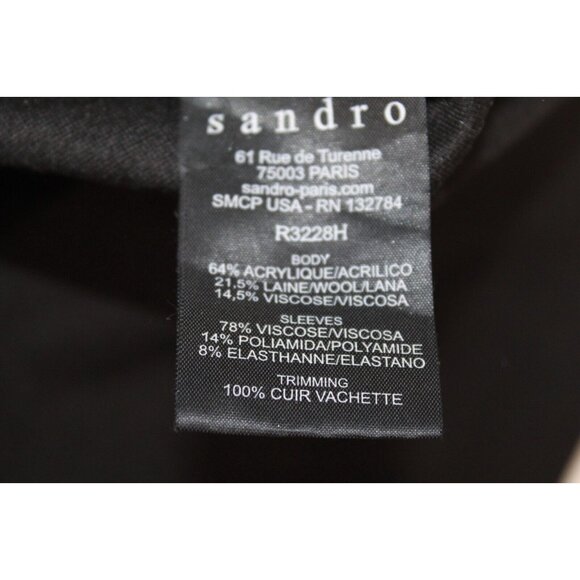 sandro
61 Rue de Turenne
75003 PARIS
sandro-paris.com
SMCP USA - RN 132784
R3228H
BODY
64% ACRYLIQUE/ACRILICO
21.5% LAINE/WOOL/LANA
14,5% VISCOSE/VISCOSA
SLEEVES
78% VISCOSE/VISCOSA
14% POLIAMIDA/POLYAMIDE
8% ELASTHANNE/ELASTANO
TRIMMING
100% CUIR VACHETTE